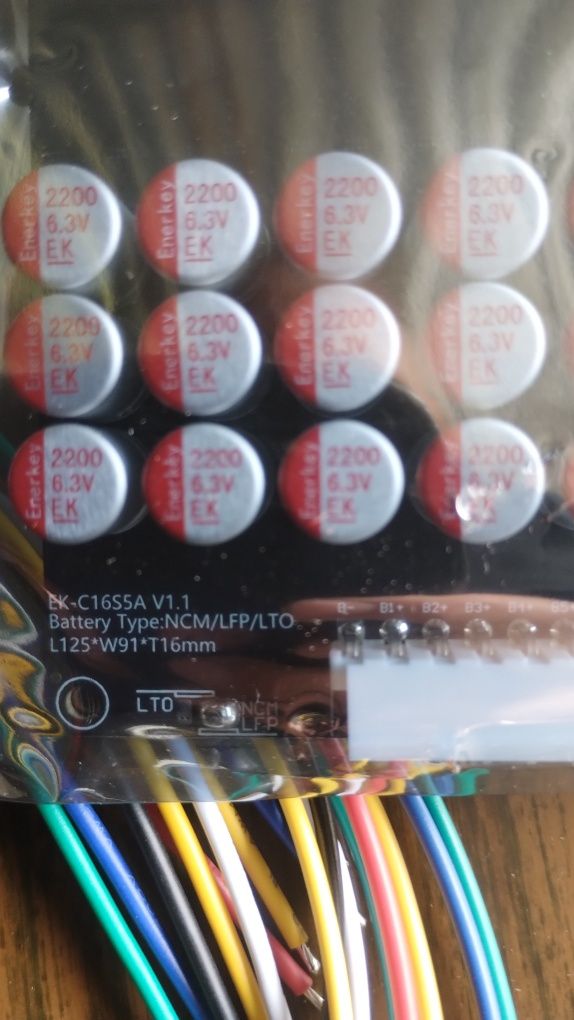 Enerkey 2200 6.3V EK
Enerkey 2200 6.3V EK
Enerkey 2200 6.3V EK
Enerkey 2200 6.3V EK
Enerkey 2200 6.3V EK
Enerkey 2200 6.3V EK
Enerkey 2200 6.3V EK
Enerkey 2200 6.3V EK
Enerkey 2200 6.3V EK
Enerkey 2200 6.3V EK
Enerkey 2200 6.3V EK
Enerkey 2200 6.3V EK
EK-C16S5A V1.1
Battery Type:NCM/LFP/LTO
L125*W91*T16mm
B- B1+ B2+ B3+ B4+ B5+
LTO
NCM
LFP